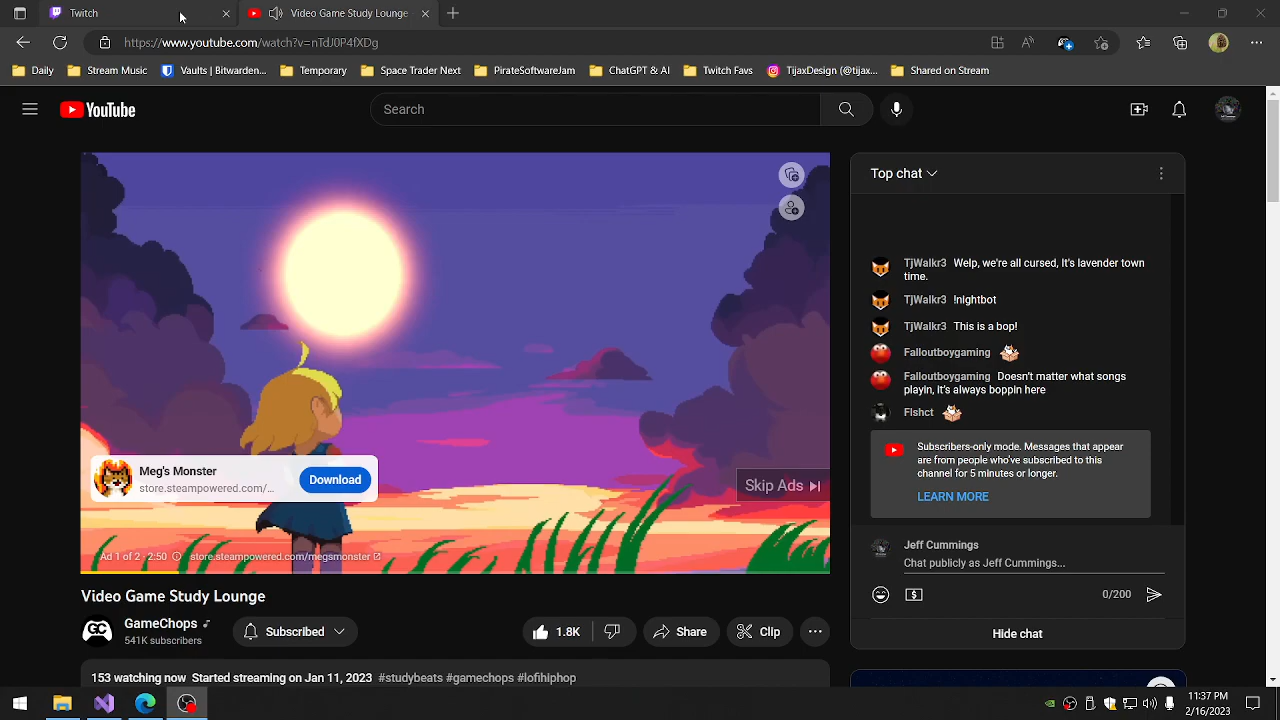 Twitch
Video Game Study Lounge
https://www.youtube.com/watch?v=nTdJ0P4fXDg
Daily
Stream Music
Vaults | Bitwarden...
Temporary
Space Trader Next
PirateSoftwareJam
ChatGPT & AI
Twitch Favs
TijaxDesign (@tijax...
Shared on Stream
YouTube
Search
Top chat
TjWalkr3 Welp, we're all cursed, It's lavender town
time.
TjWalkr3 !nightbot
TjWalkr3 This is a bop!
Falloutboygaming
Falloutboygaming Doesn't matter what songs
playin, It's always boppin here
Flshct
Subscribers-only mode. Messages that appear
are from people who've subscribed to this
channel for 5 minutes or longer.
LEARN MORE
Jeff Cummings
Chat publicly as Jeff Cummings...
0/200
Hide chat
Meg's Monster
store.steampowered.com/...
Download
Skip Ads
Ad 1 of 2 · 2:50
store.steampowered.com/megsmonster
Video Game Study Lounge
GC
GameChops
541K subscribers
Subscribed
1.8K
Share
Clip
153 watching now Started streaming on Jan 11, 2023 #studybeats #gamechops #lofihiphop
11:37 PM
2/16/2023